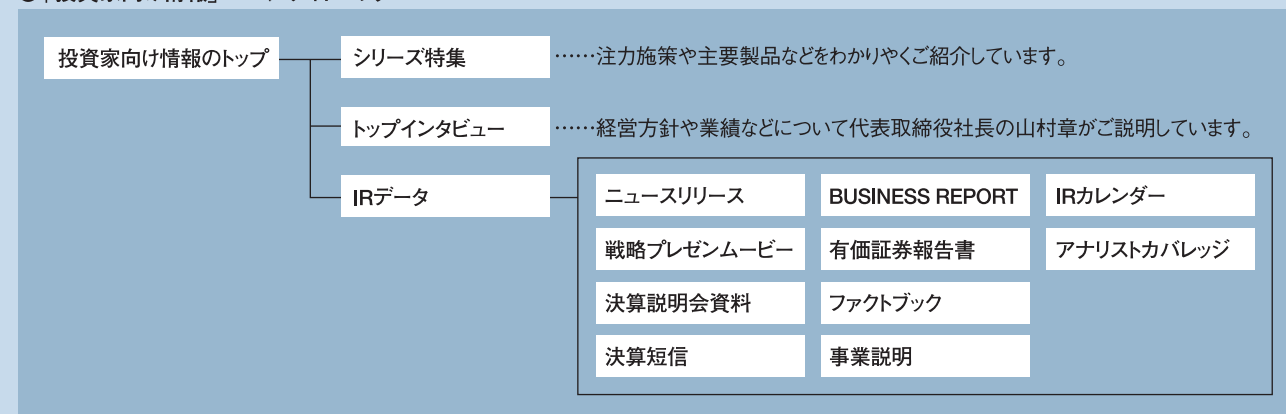 投資家向け情報のトップ
シリーズ特集
……注力施策や主要製品などをわかりやくご紹介しています。
トップインタビュー
……経営方針や業績などについて代表取締役社長の山村章がご説明しています。
IRデータ
ニュースリリース
BUSINESS REPORT
IRカレンダー
戦略プレゼンムービー
有価証券報告書
アナリストカバレッジ
決算説明会資料
ファクトブック
決算短信
事業説明